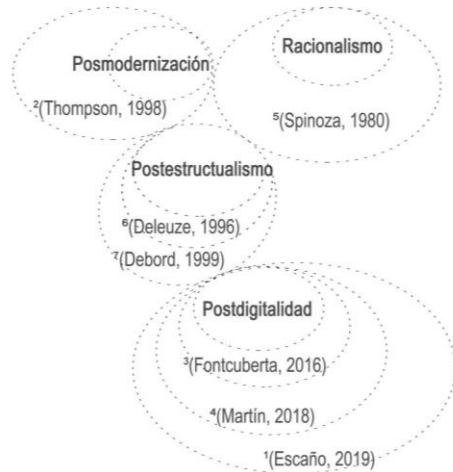 Racionalismo
Posmodernización
²(Thompson, 1998)
⁵(Spinoza, 1980)
Postestructualismo
⁶(Deleuze, 1996)
⁷(Debord, 1999)
Postdigitalidad
³(Fontcuberta, 2016)
⁴(Martín, 2018)
¹(Escaño, 2019)